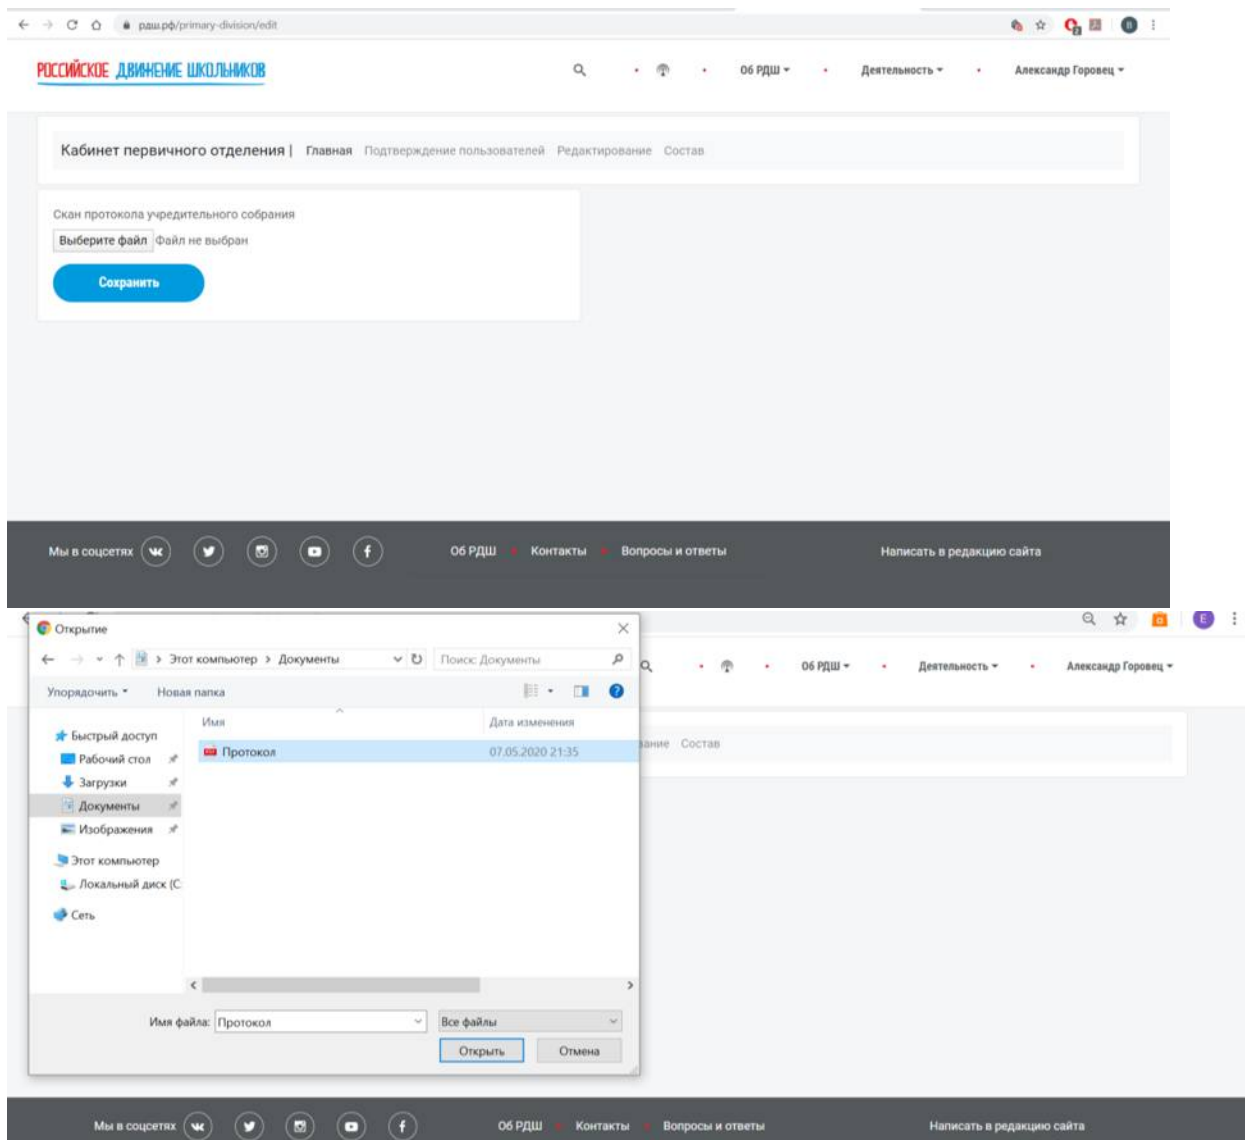 рдш.рф/primary-division/edit
РОССИЙСКОЕ ДВИЖЕНИЕ ШКОЛЬНИКОВ
Об РДШ
Деятельность
Александр Горовец
Кабинет первичного отделения | Главная Подтверждение пользователей Редактирование Состав
Скан протокола учредительного собрания
Выберите файл Файл не выбран
Сохранить
Мы в соцсетях
Об РДШ Контакты Вопросы и ответы
Написать в редакцию сайта
Открытие
Этот компьютер > Документы
Поиск: Документы
Об РДШ
Деятельность
Александр Горовец
Упорядочить Новая папка
Имя
Дата изменения
Протокол 07.05.2020 21:35
вание Состав
Быстрый доступ
Рабочий стол
Загрузки
Документы
Изображения
Этот компьютер
Локальный диск (C
Сеть
Имя файла: Протокол
Все файлы
Открыть Отмена
Мы в соцсетях
Об РДШ Контакты Вопросы и ответы
Написать в редакцию сайта